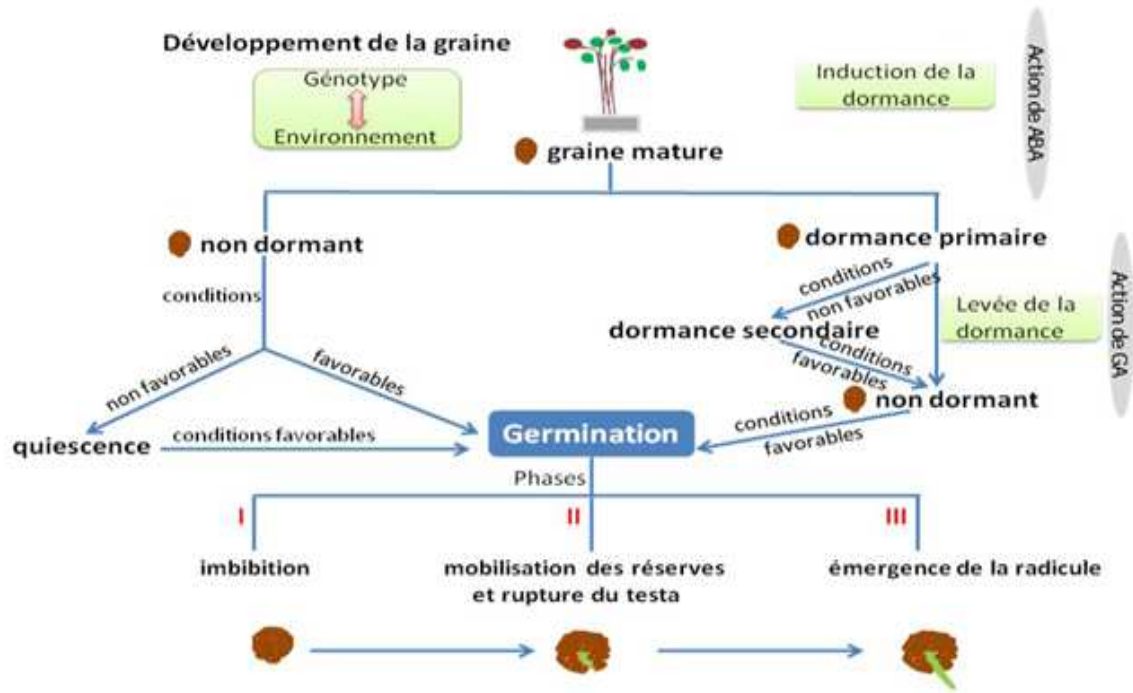 Développement de la graine
Génotype
Environnement
Induction de la
dormance
Action de ABA
graine mature
non dormant
dormance primaire
conditions
conditions
non favorables
Levée de la
dormance
Action de GA
dormance secondaire
conditions
favorables
non favorables
favorables
non dormant
conditions
favorables
quiescence
conditions favorables
Germination
Phases
I
II
III
imbibition
mobilisation des réserves
et rupture du testa
émergence de la radicule